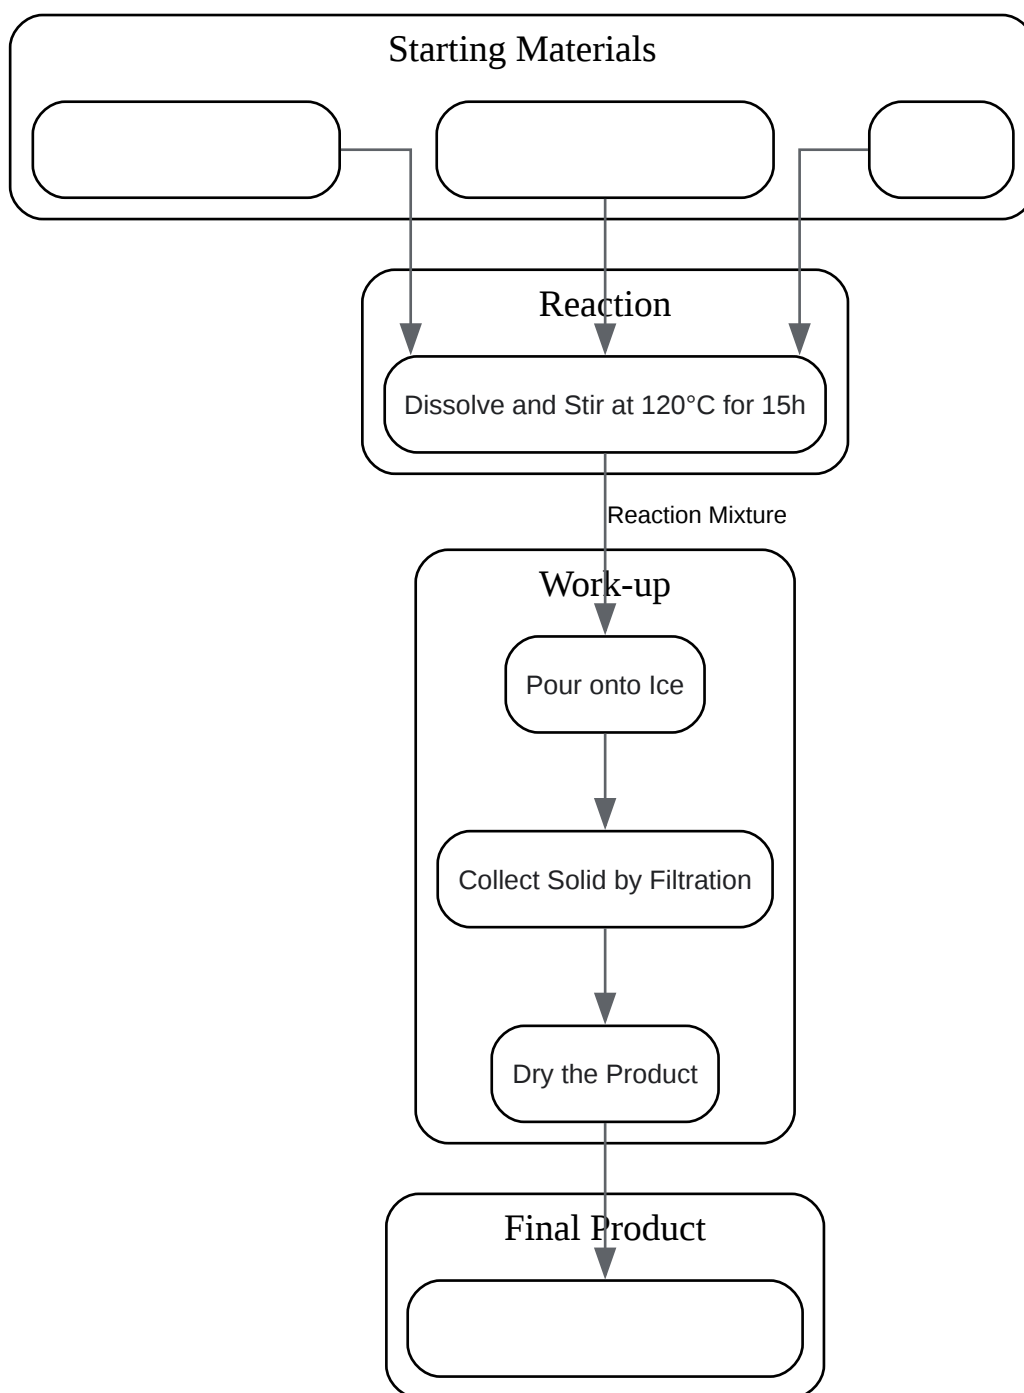 Starting Materials
Reaction
Dissolve and Stir at 120°C for 15h
Reaction Mixture
Work-up
Pour onto Ice
Collect Solid by Filtration
Dry the Product
Final Product